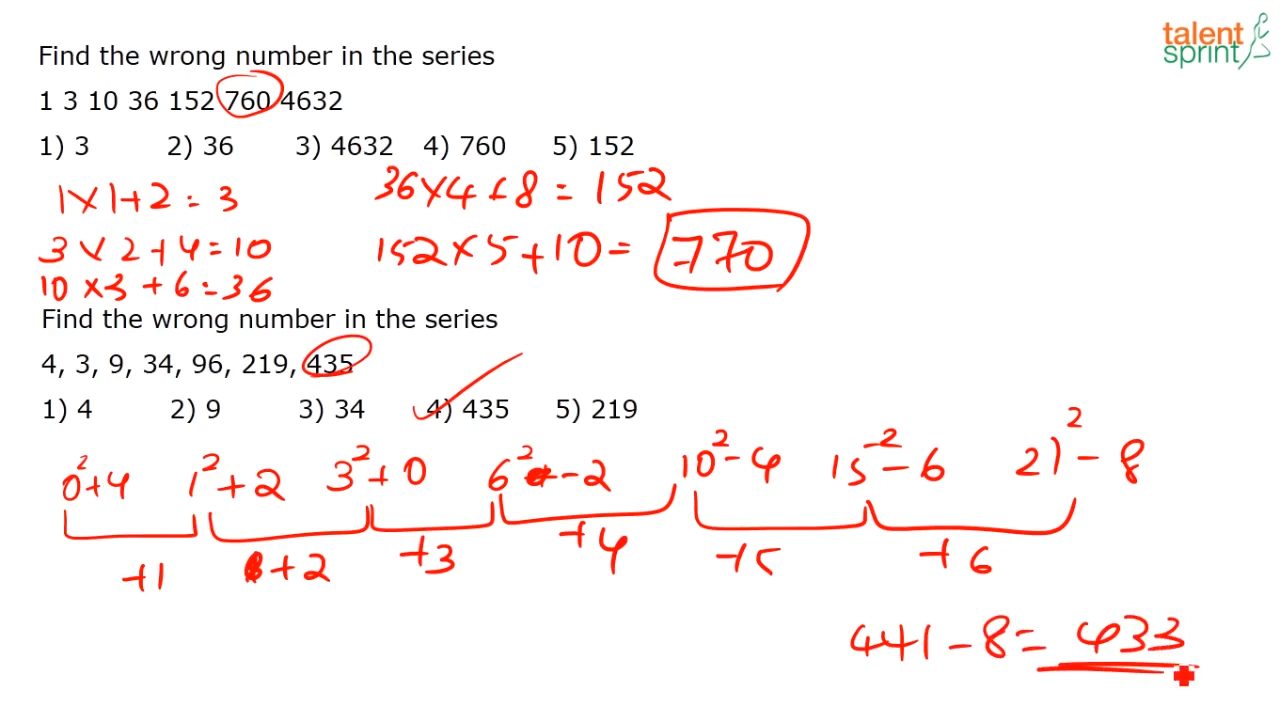 talent
sprint
Find the wrong number in the series
1 3 10 36 152 760 4632
1) 3 2) 36 3) 4632 4) 760 5) 152
1 × 1 + 2 = 3
3 × 2 + 4 = 10
10 × 3 + 6 = 36
36 × 4 + 8 = 152
152 × 5 + 10 = 770
Find the wrong number in the series
4, 3, 9, 34, 96, 219, 435
1) 4 2) 9 3) 34 4) 435 5) 219
0² + 4 1² + 2 3² + 0 6² - 2 10² - 4 15² - 6 21² - 8
+1 +2 +3 +4 +5 +6
441 - 8 = 433